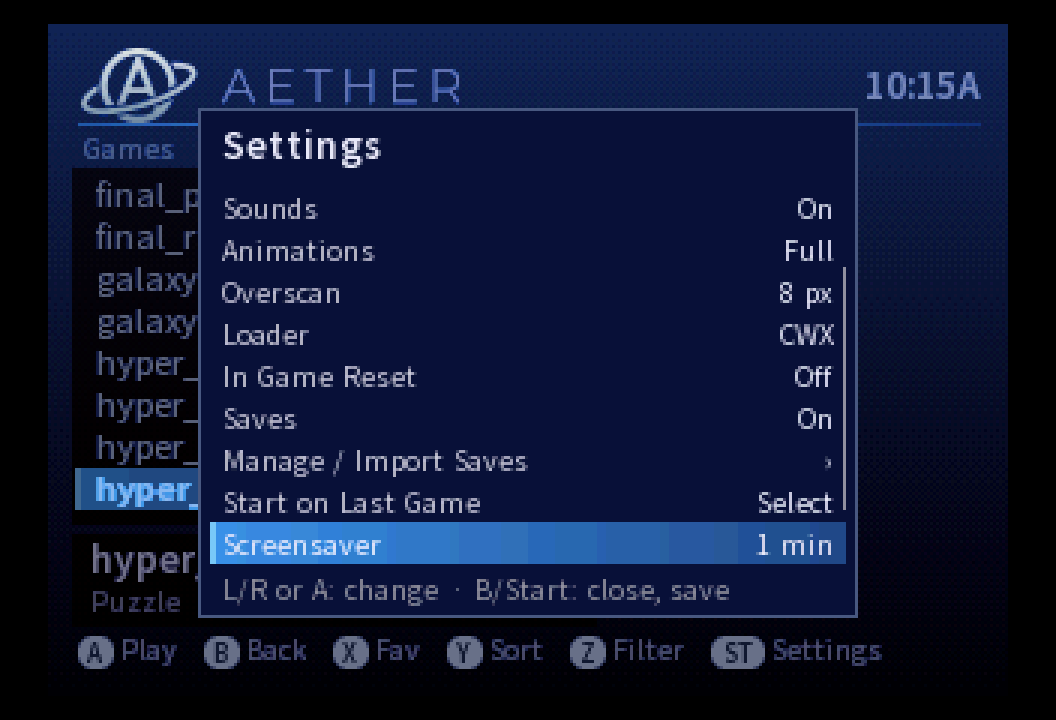 A AETHER 10:15A
Games
Settings
final_p
Sounds On
final_r
Animations Full
galaxy
Overscan 8 px
galaxy
Loader CWX
hyper_
In Game Reset Off
hyper_
Saves On
hyper_
Manage / Import Saves ›
hyper_
Start on Last Game Select
Screensaver 1 min
hyper_
Puzzle
L/R or A: change · B/Start: close, save
A Play B Back X Fav Y Sort Z Filter ST Settings